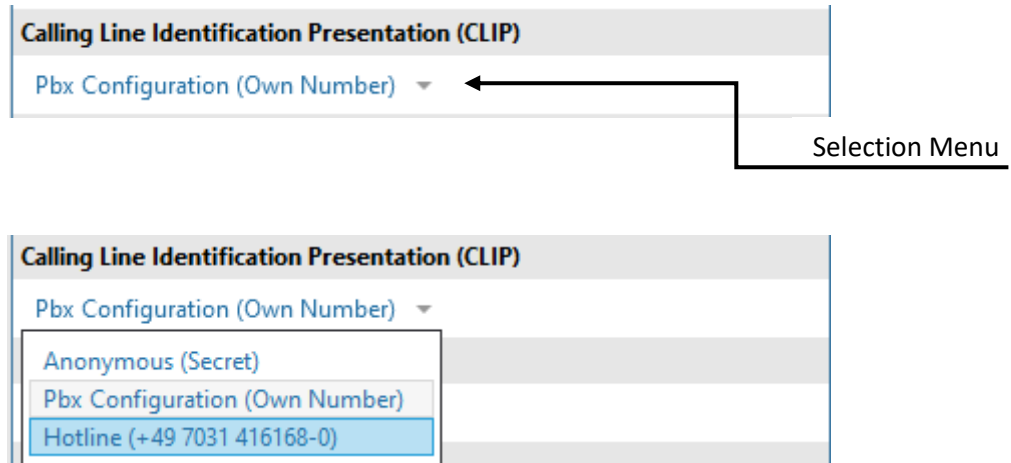 Calling Line Identification Presentation (CLIP)
Pbx Configuration (Own Number)
Selection Menu
Calling Line Identification Presentation (CLIP)
Pbx Configuration (Own Number)
Anonymous (Secret)
Pbx Configuration (Own Number)
Hotline (+49 7031 416168-0)